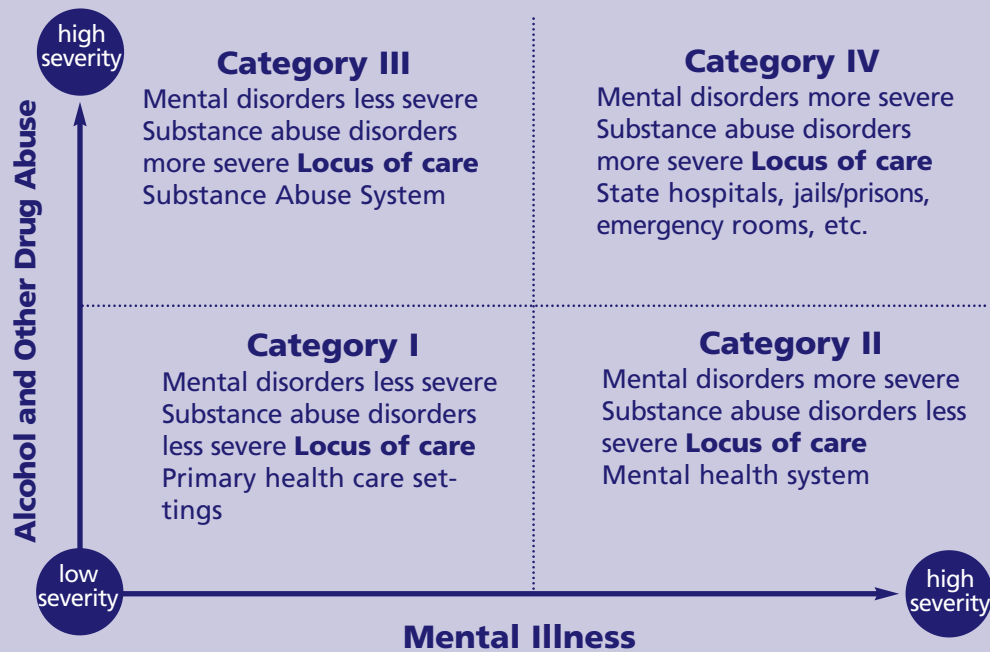 high
severity
Alcohol and Other Drug Abuse
Category III
Mental disorders less severe
Substance abuse disorders
more severe Locus of care
Substance Abuse System
Category IV
Mental disorders more severe
Substance abuse disorders
more severe Locus of care
State hospitals, jails/prisons,
emergency rooms, etc.
Category I
Mental disorders less severe
Substance abuse disorders
less severe Locus of care
Primary health care set-
tings
Category II
Mental disorders more severe
Substance abuse disorders less
severe Locus of care
Mental health system
low
severity
Mental Illness
high
severity